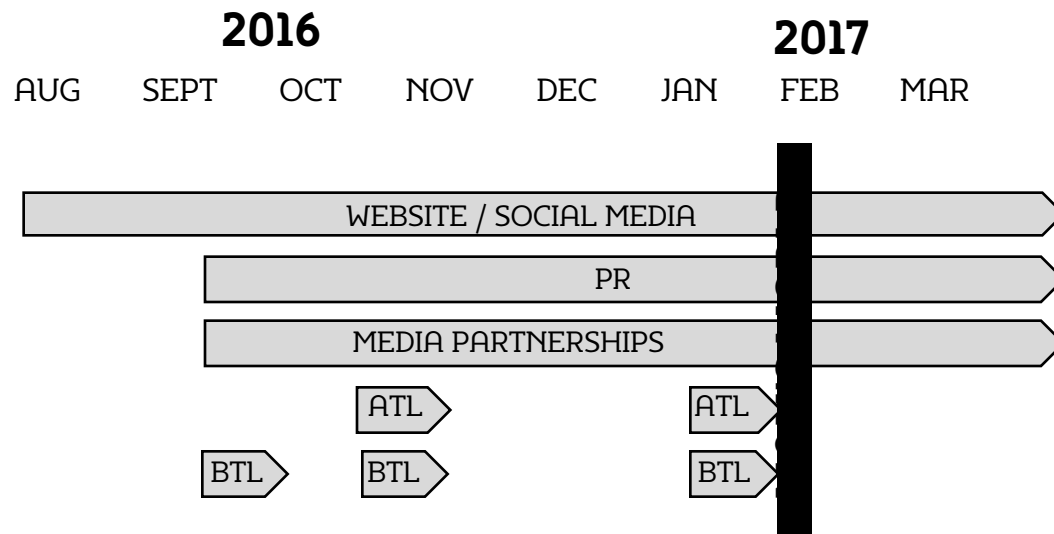 2016 2017
AUG SEPT OCT NOV DEC JAN FEB MAR
WEBSITE / SOCIAL MEDIA
PR
MEDIA PARTNERSHIPS
ATL ATL
BTL BTL BTL